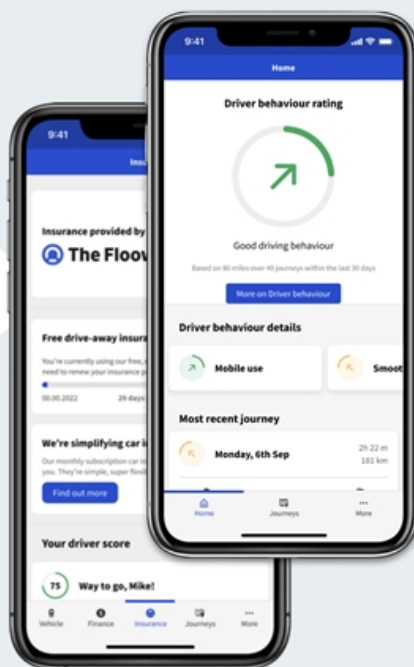 9:41
Home
Driver behaviour rating
Good driving behaviour
Based on 80 miles over 40 journeys within the last 30 days
More on Driver behaviour
Driver behaviour details
Mobile use
Smoot
Most recent journey
Monday, 6th Sep
2h 22 m
181 km
Home
Journeys
More
9:41
Insu
Insurance provided by
The Floow
Free drive-away insura
You're currently using our free,
need to renew your insurance p
00.00.2022
29 days
We're simplifying car i
Our monthly subscription car in
you. They're simple, super flexib
Find out more
Your driver score
75
Way to go, Mike!
Vehicle
Finance
Insurance
Journeys
More